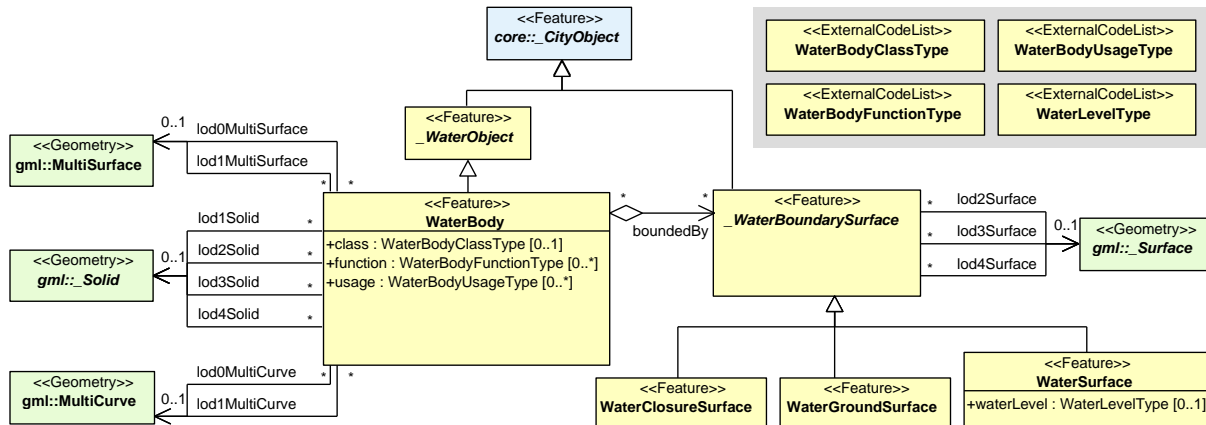 <<Feature>>
core::_CityObject
<<ExternalCodeList>>
WaterBodyClassType
<<ExternalCodeList>>
WaterBodyUsageType
<<ExternalCodeList>>
WaterBodyFunctionType
<<ExternalCodeList>>
WaterLevelType
<<Feature>>
_WaterObject
<<Geometry>>
gml::MultiSurface
0..1
lod0MultiSurface
lod1MultiSurface
*
*
<<Feature>>
WaterBody
+class : WaterBodyClassType [0..1]
+function : WaterBodyFunctionType [0..*]
+usage : WaterBodyUsageType [0..*]
*
*
boundedBy
<<Feature>>
_WaterBoundarySurface
*
lod2Surface
*
lod3Surface
*
lod4Surface
0..1
<<Geometry>>
gml::_Surface
<<Geometry>>
gml::_Solid
0..1
lod1Solid
*
lod2Solid
*
lod3Solid
*
lod4Solid
*
<<Geometry>>
gml::MultiCurve
0..1
lod0MultiCurve
lod1MultiCurve
*
*
<<Feature>>
WaterClosureSurface
<<Feature>>
WaterGroundSurface
<<Feature>>
WaterSurface
+waterLevel : WaterLevelType [0..1]